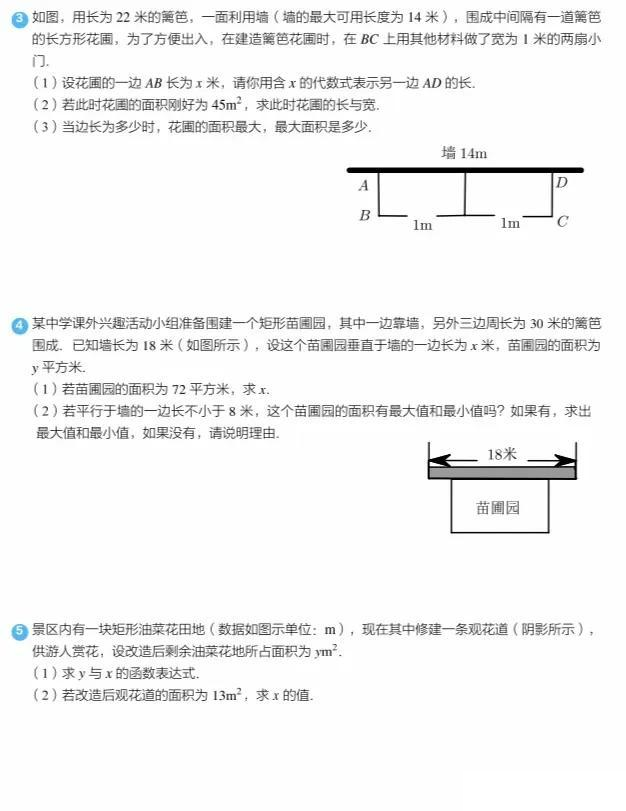 3 如图，用长为 22 米的篱笆，一面利用墙（墙的最大可用长度为 14 米），围成中间隔有一道篱笆
的长方形花圃，为了方便出入，在建造篱笆花圃时，在 BC 上用其他材料做了宽为 1 米的两扇小
门.
（1）设花圃的一边 AB 长为 x 米，请你用含 x 的代数式表示另一边 AD 的长.
（2）若此时花圃的面积刚好为 45m²，求此时花圃的长与宽.
（3）当边长为多少时，花圃的面积最大，最大面积是多少.
墙 14m
A D
B 1m 1m C
4 某中学课外兴趣活动小组准备围建一个矩形苗圃园，其中一边靠墙，另外三边周长为 30 米的篱笆
围成. 已知墙长为 18 米（如图所示），设这个苗圃园垂直于墙的一边长为 x 米，苗圃园的面积为
y 平方米.
（1）若苗圃园的面积为 72 平方米，求 x.
（2）若平行于墙的一边长不小于 8 米，这个苗圃园的面积有最大值和最小值吗？如果有，求出
最大值和最小值，如果没有，请说明理由.
18米
苗圃园
5 景区内有一块矩形油菜花田地（数据如图示单位：m），现在其中修建一条观花道（阴影所示），
供游人赏花，设改造后剩余油菜花地所占面积为 ym².
（1）求 y 与 x 的函数表达式.
（2）若改造后观花道的面积为 13m²，求 x 的值.